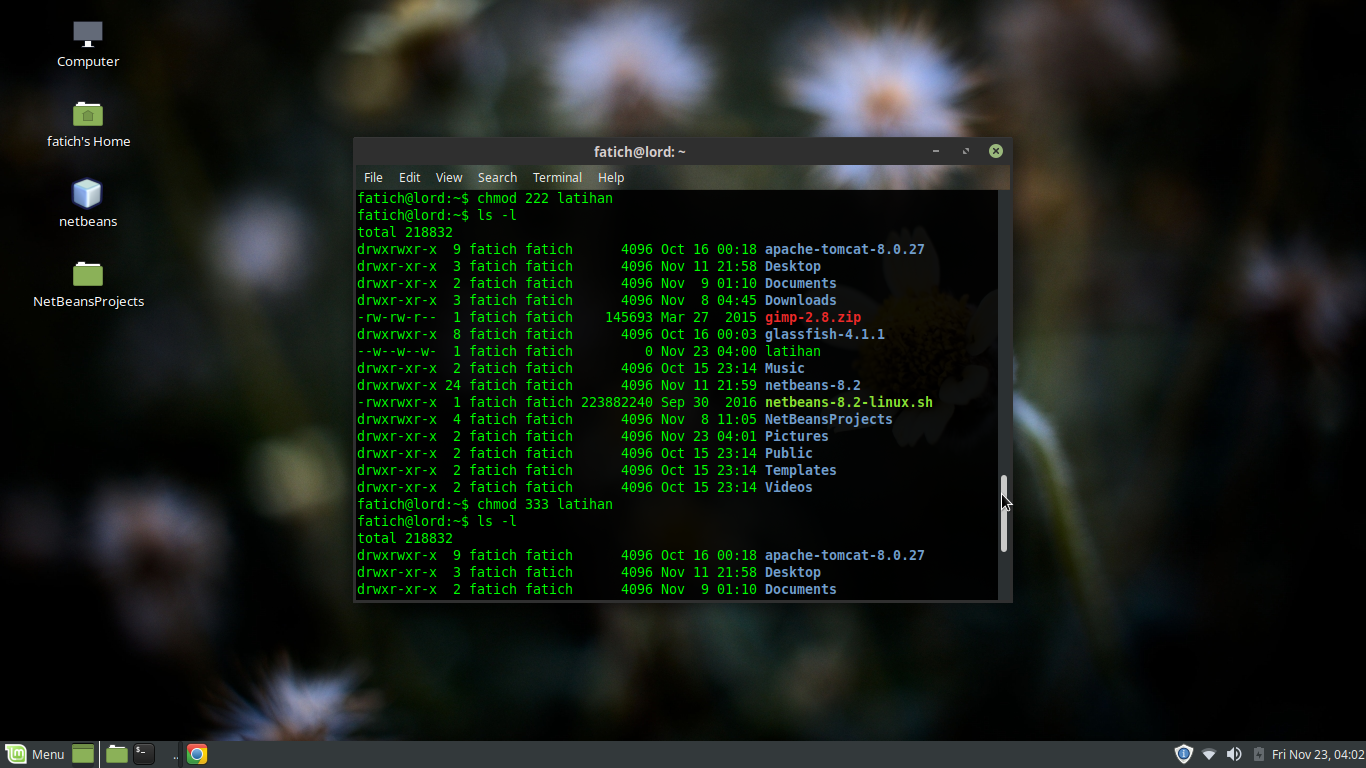 Computer
fatich's Home
netbeans
NetBeansProjects
fatich@lord: ~
File Edit View Search Terminal Help
fatich@lord:~$ chmod 222 latihan
fatich@lord:~$ ls -l
total 218832
drwxrwxr-x  9 fatich fatich      4096 Oct 16 00:18 apache-tomcat-8.0.27
drwxr-xr-x  3 fatich fatich      4096 Nov 11 21:58 Desktop
drwxr-xr-x  2 fatich fatich      4096 Nov  9 01:10 Documents
drwxr-xr-x  3 fatich fatich      4096 Nov  8 04:45 Downloads
-rw-rw-r--  1 fatich fatich    145693 Mar 27  2015 gimp-2.8.zip
drwxrwxr-x  8 fatich fatich      4096 Oct 16 00:03 glassfish-4.1.1
--w--w--w-  1 fatich fatich         0 Nov 23 04:00 latihan
drwxr-xr-x  2 fatich fatich      4096 Oct 15 23:14 Music
drwxrwxr-x 24 fatich fatich      4096 Nov 11 21:59 netbeans-8.2
-rwxrwxr-x  1 fatich fatich 223882240 Sep 30  2016 netbeans-8.2-linux.sh
drwxrwxr-x  4 fatich fatich      4096 Nov  8 11:05 NetBeansProjects
drwxr-xr-x  2 fatich fatich      4096 Nov 23 04:01 Pictures
drwxr-xr-x  2 fatich fatich      4096 Oct 15 23:14 Public
drwxr-xr-x  2 fatich fatich      4096 Oct 15 23:14 Templates
drwxr-xr-x  2 fatich fatich      4096 Oct 15 23:14 Videos
fatich@lord:~$ chmod 333 latihan
fatich@lord:~$ ls -l
total 218832
drwxrwxr-x  9 fatich fatich      4096 Oct 16 00:18 apache-tomcat-8.0.27
drwxr-xr-x  3 fatich fatich      4096 Nov 11 21:58 Desktop
drwxr-xr-x  2 fatich fatich      4096 Nov  9 01:10 Documents
Menu .. Fri Nov 23, 04:02